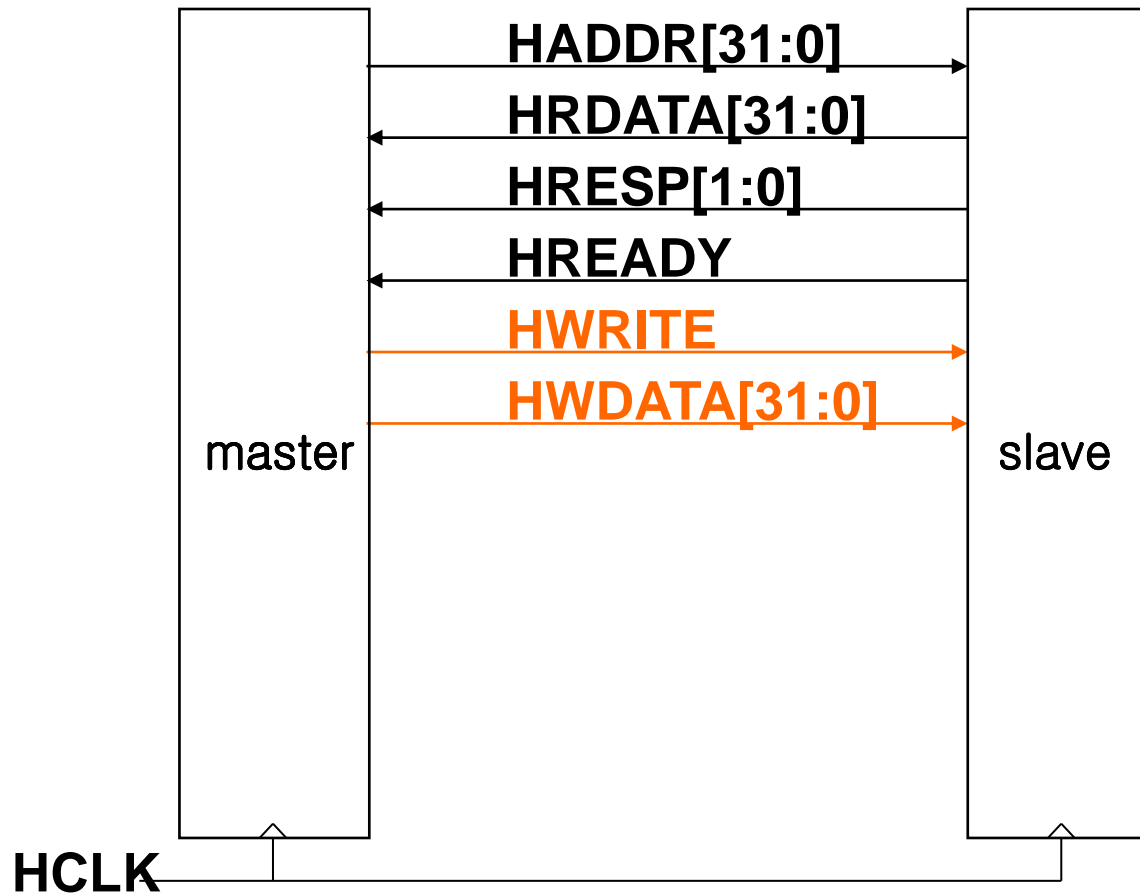 HADDR[31:0]
HRDATA[31:0]
HRESP[1:0]
HREADY
HWRITE
HWDATA[31:0]
master
slave
HCLK